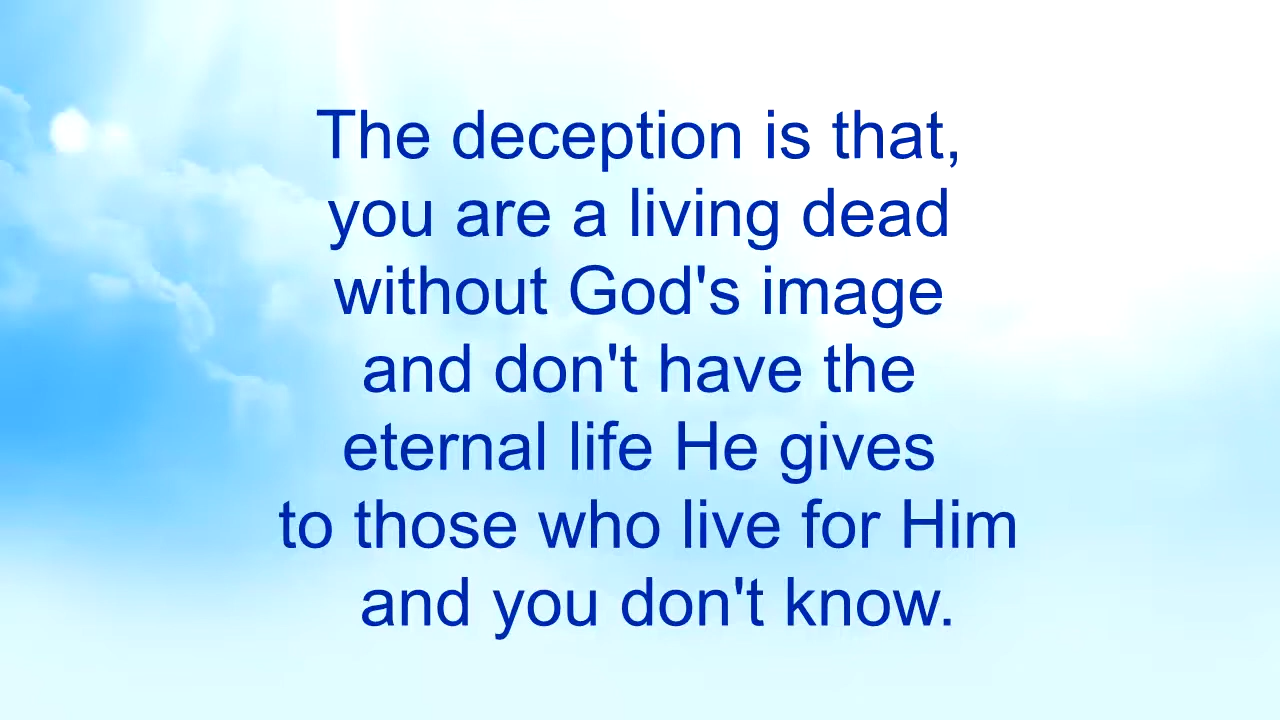 The deception is that,
you are a living dead
without God's image
and don't have the
eternal life He gives
to those who live for Him
and you don't know.